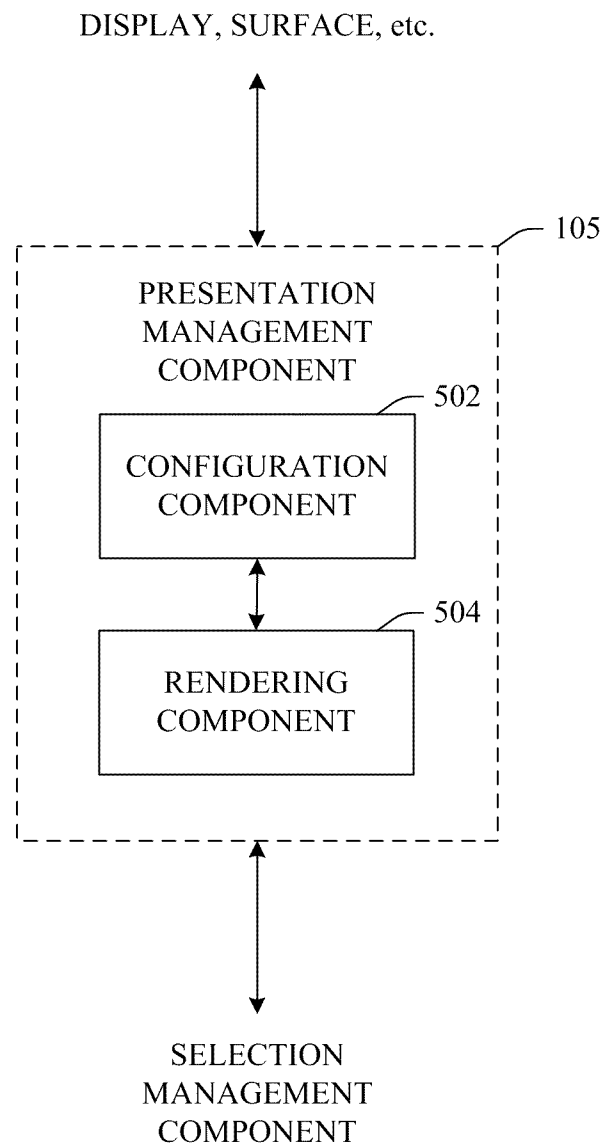 DISPLAY, SURFACE, etc.
105
PRESENTATION
MANAGEMENT
COMPONENT
502
CONFIGURATION
COMPONENT
504
RENDERING
COMPONENT
SELECTION
MANAGEMENT
COMPONENT